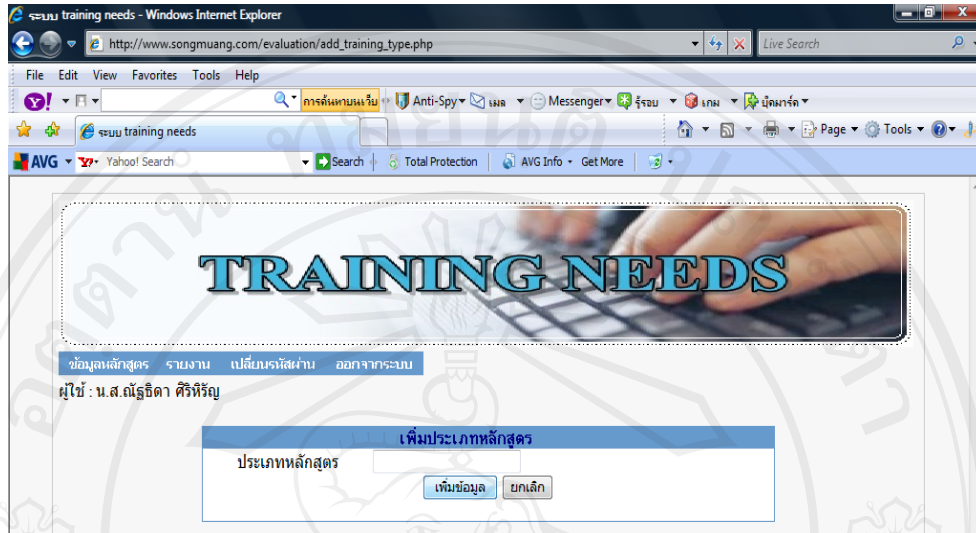 ระบบ training needs - Windows Internet Explorer
http://www.songmuang.com/evaluation/add_training_type.php Live Search
File Edit View Favorites Tools Help
Y! การค้นหาบนเว็บ Anti-Spy เมล Messenger รู้รอบ เกม บุ๊คมาร์ค
ระบบ training needs Page Tools
AVG Yahoo! Search Search Total Protection AVG Info Get More
TRAINING NEEDS
ข้อมูลหลักสูตร รายงาน เปลี่ยนรหัสผ่าน ออกจากระบบ
ผู้ใช้ : น.ส.ณัฐธิดา ศิริหิรัญ
เพิ่มประเภทหลักสูตร
ประเภทหลักสูตร
เพิ่มข้อมูล ยกเลิก